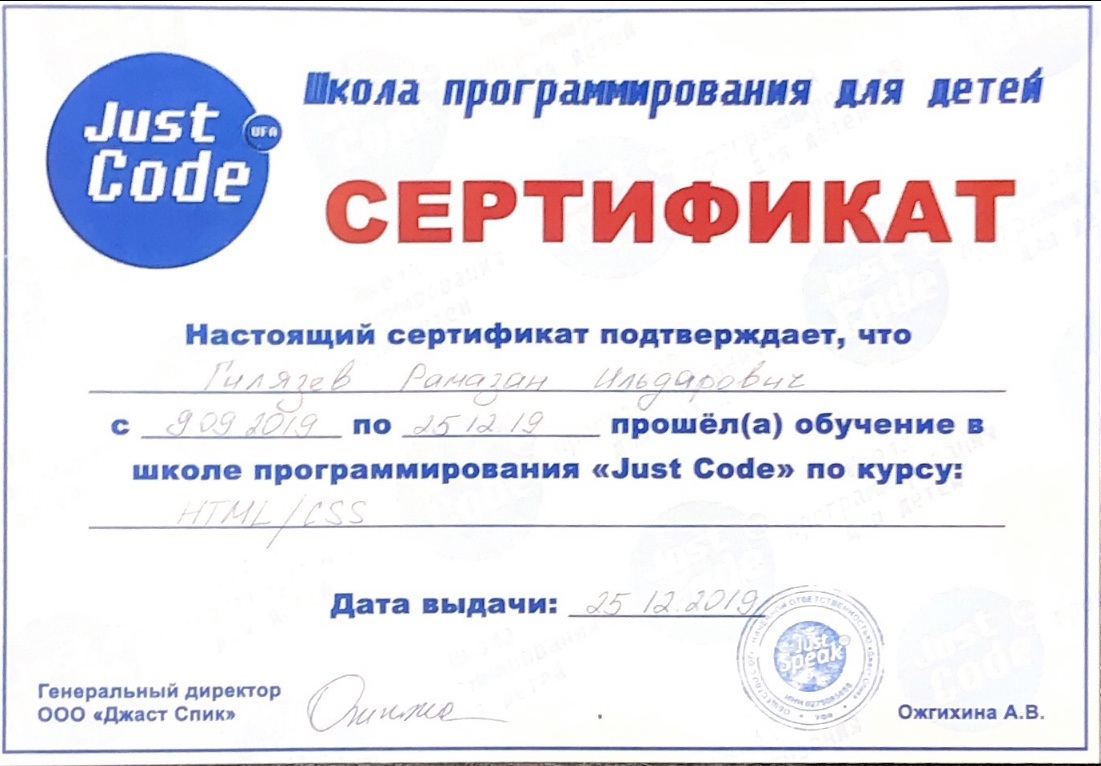 Just
Code
UFA
Школа программирования для детей
СЕРТИФИКАТ
Настоящий сертификат подтверждает, что
Гилязев Рамазан Ильдарович
с 9 09 2019 по 25 12 19 прошёл(а) обучение в
школе программирования «Just Code» по курсу:
HTML/CSS
Дата выдачи: 25 12.2019
Just
Speak
Генеральный директор
ООО «Джаст Спик»
Ожгихина А.В.